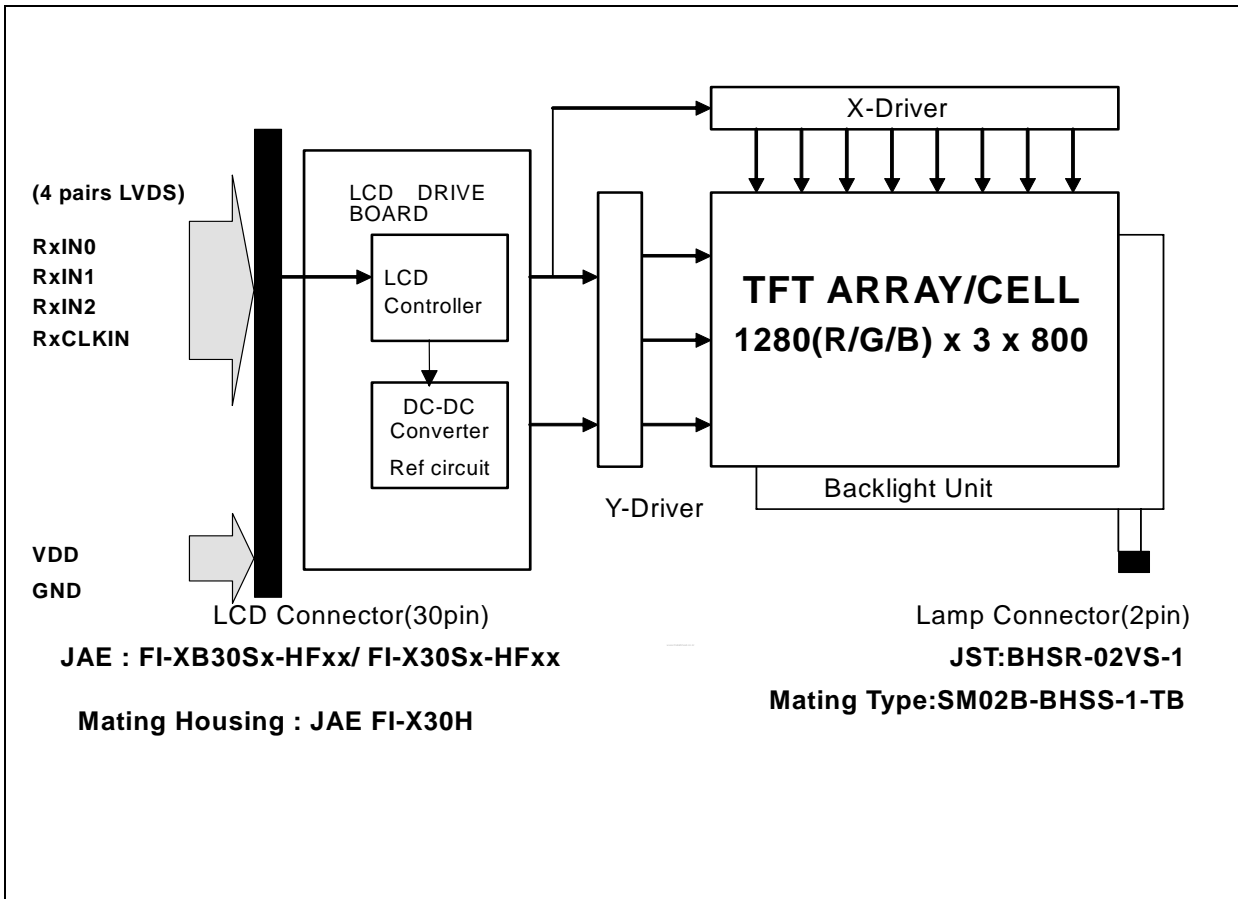 X-Driver
(4 pairs LVDS)
RxIN0
RxIN1
RxIN2
RxCLKIN
LCD DRIVE
BOARD
LCD
Controller
DC-DC
Converter
Ref circuit
TFT ARRAY/CELL
1280(R/G/B) x 3 x 800
Backlight Unit
Y-Driver
VDD
GND
LCD Connector(30pin)
JAE : FI-XB30Sx-HFxx/ FI-X30Sx-HFxx
Mating Housing : JAE FI-X30H
Lamp Connector(2pin)
JST:BHSR-02VS-1
Mating Type:SM02B-BHSS-1-TB